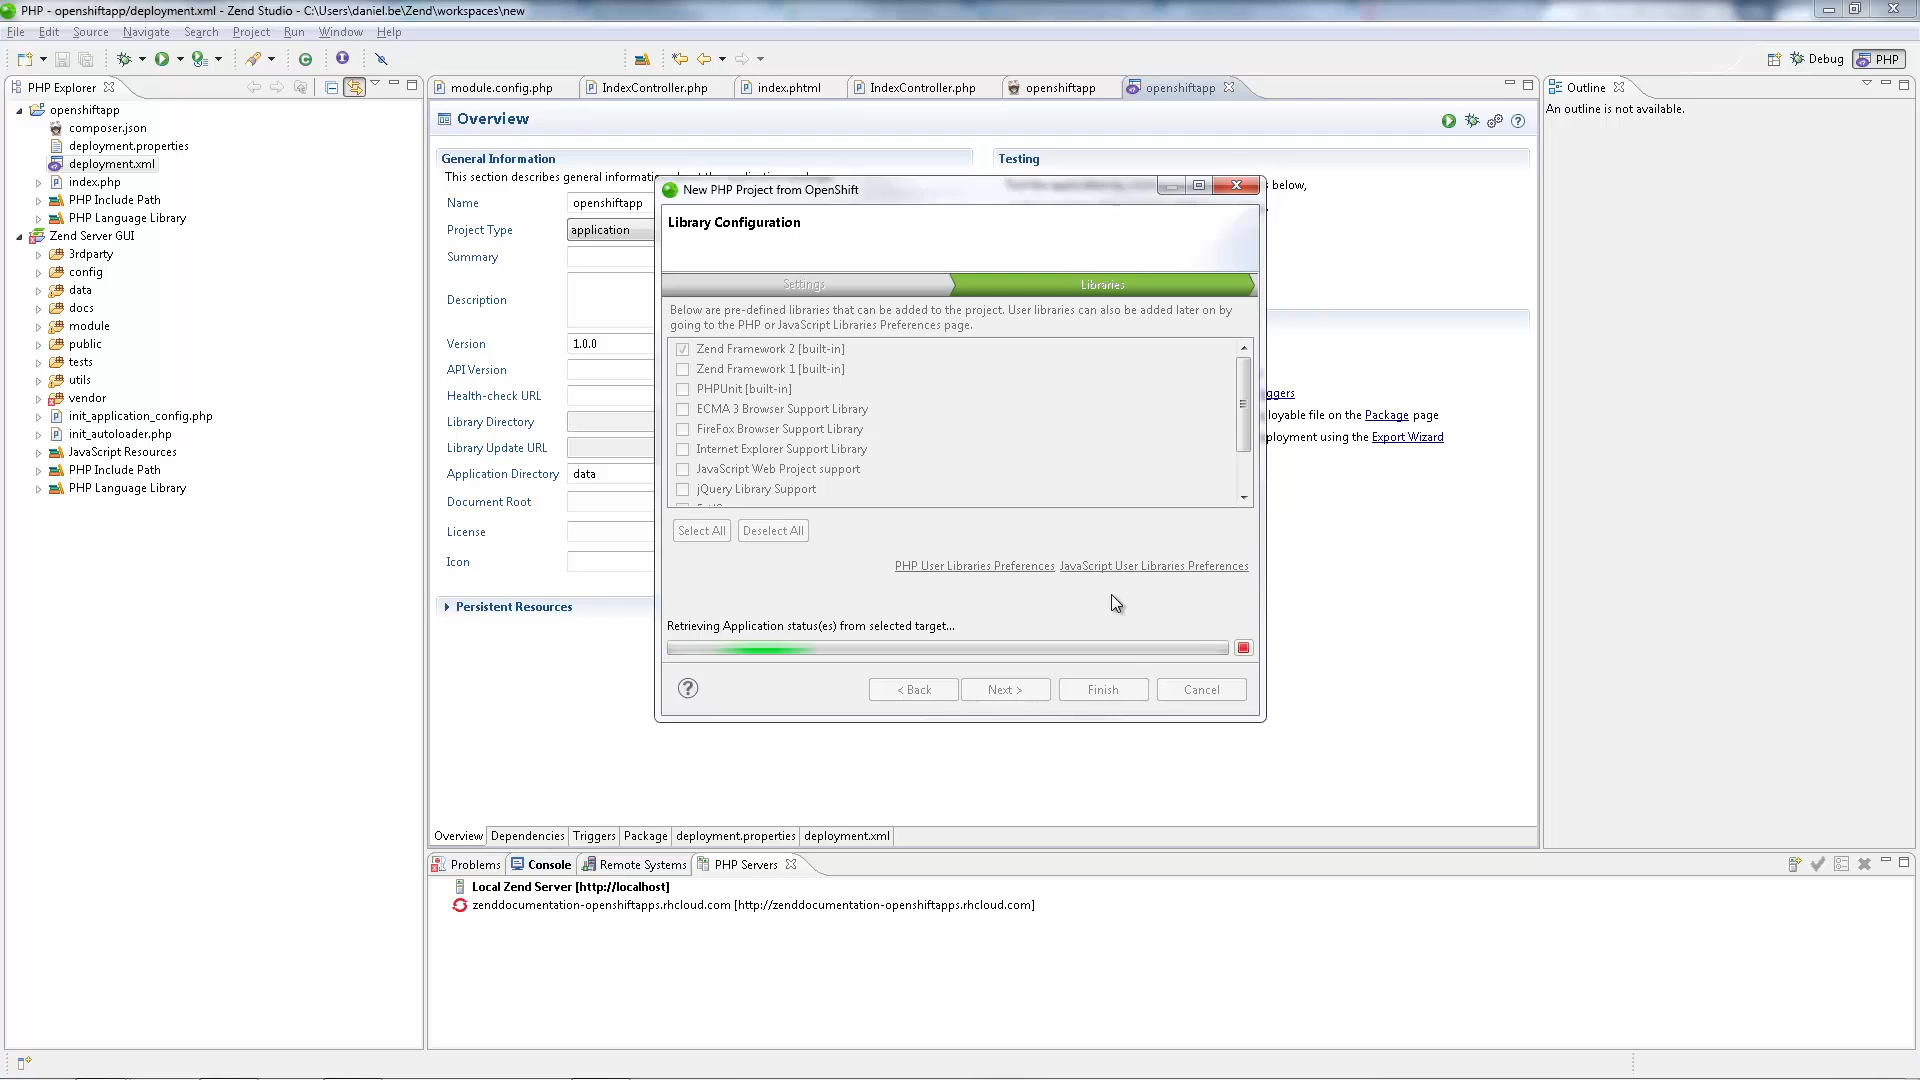 PHP - openshiftapp/deployment.xml - Zend Studio - C:\Users\daniel.be\Zend\workspaces\new
File Edit Source Navigate Search Project Run Window Help
Debug PHP
PHP Explorer
openshiftapp
composer.json
deployment.properties
deployment.xml
index.php
PHP Include Path
PHP Language Library
Zend Server GUI
3rdparty
config
data
docs
module
public
tests
utils
vendor
init_application_config.php
init_autoloader.php
JavaScript Resources
PHP Include Path
PHP Language Library
module.config.php IndexController.php index.phtml IndexController.php openshiftapp openshiftapp
Overview
General Information
This section describes general informatio
Name openshiftapp
Project Type application
Summary
Description
Version 1.0.0
API Version
Health-check URL
Library Directory
Library Update URL
Application Directory data
Document Root
License
Icon
Persistent Resources
Testing
s below,
ggers
loyable file on the Package page
ployment using the Export Wizard
New PHP Project from OpenShift
Library Configuration
Settings Libraries
Below are pre-defined libraries that can be added to the project. User libraries can also be added later on by
going to the PHP or JavaScript Libraries Preferences page.
Zend Framework 2 [built-in]
Zend Framework 1 [built-in]
PHPUnit [built-in]
ECMA 3 Browser Support Library
FireFox Browser Support Library
Internet Explorer Support Library
JavaScript Web Project support
jQuery Library Support
Select All Deselect All
PHP User Libraries Preferences JavaScript User Libraries Preferences
Retrieving Application status(es) from selected target...
< Back Next > Finish Cancel
Overview Dependencies Triggers Package deployment.properties deployment.xml
Outline
An outline is not available.
Problems Console Remote Systems PHP Servers
Local Zend Server [http://localhost]
zenddocumentation-openshiftapps.rhcloud.com [http://zenddocumentation-openshiftapps.rhcloud.com]